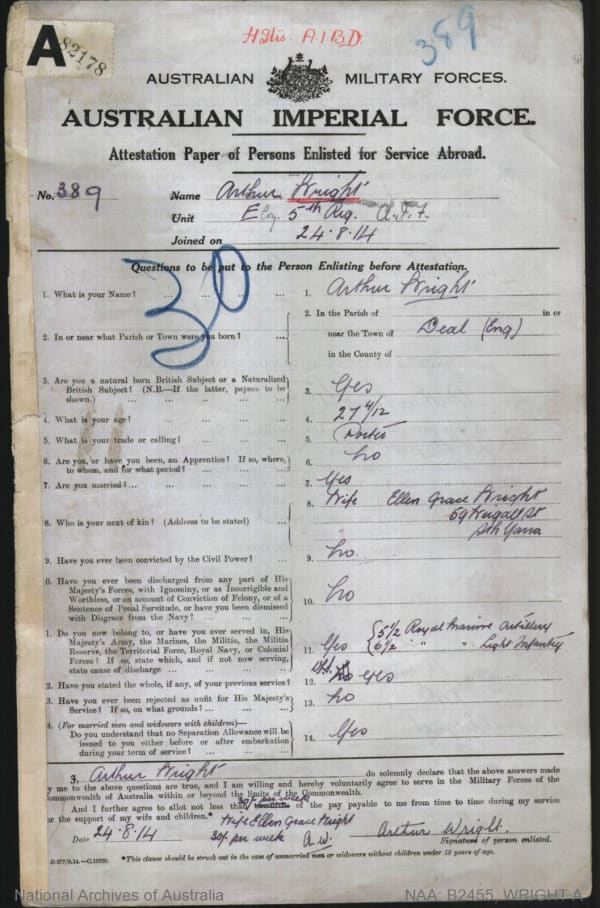 A
82178
H Qtrs. A.I.B.D.
389
AUSTRALIAN MILITARY FORCES.
AUSTRALIAN IMPERIAL FORCE.
Attestation Paper of Persons Enlisted for Service Abroad.
No. 389 Name Arthur Wright
Unit E Coy. 5th Reg. A.I.F.
Joined on 24.8.14
30
Questions to be put to the Person Enlisting before Attestation.
1. What is your Name? ... ... ... ... 1. Arthur Wright
2. In or near what Parish or Town were you born? ... 2. In the Parish of in or
near the Town of Deal (Eng)
in the County of
3. Are you a natural born British Subject or a Naturalized
British Subject? (N.B.—If the latter, papers to be
shown.) ... ... ... ... 3. Yes
4. What is your age? ... ... ... ... 4. 27 4/12
5. What is your trade or calling? ... ... ... 5. Porter
6. Are you, or have you been, an Apprentice? If so, where,
to whom, and for what period? ... ... ... 6. No
7. Are you married? ... ... ... ... 7. Yes
8. Who is your next of kin? (Address to be stated) ... 8. Wife Ellen Grace Wright
59 St
Sth Yarra
9. Have you ever been convicted by the Civil Power? ... 9. No.
0. Have you ever been discharged from any part of His
Majesty's Forces, with Ignominy, or as Incorrigible and
Worthless, or on account of Conviction of Felony, or of a
Sentence of Penal Servitude, or have you been dismissed
with Disgrace from the Navy? ... ... 10. No
1. Do you now belong to, or have you ever served in, His
Majesty's Army, the Marines, the Militia, the Militia
Reserve, the Territorial Force, Royal Navy, or Colonial
Forces? If so, state which, and if not now serving,
state cause of discharge ... ... ... 11. Yes { 5 1/2 Royal Marine Artillery
6 1/2 " " Light Infantry
2. Have you stated the whole, if any, of your previous service? 12. No Yes
3. Have you ever been rejected as unfit for His Majesty's
Service? If so, on what grounds? ... ... 13. No
4. (For married men and widowers with children)—
Do you understand that no Separation Allowance will be
issued to you either before or after embarkation
during your term of service? ... ... ... 14. Yes
3, Arthur Wright do solemnly declare that the above answers made
y me to the above questions are true, and I am willing and hereby voluntarily agree to serve in the Military Forces of the
ommonwealth of Australia within or beyond the limits of the Commonwealth.
30/- per week
And I further agree to allot not less than of the pay payable to me from time to time during my service
or the support of my wife and children.* Wife Ellen Grace Wright
Date 24.8.14 30/- per week A.W. Arthur Wright.
Signature of person enlisted.
D.277/8.14.—C.10220. *This clause should be struck out in the case of unmarried men or widowers without children under 18 years of age.
National Archives of Australia NAA: B2455, WRIGHT A